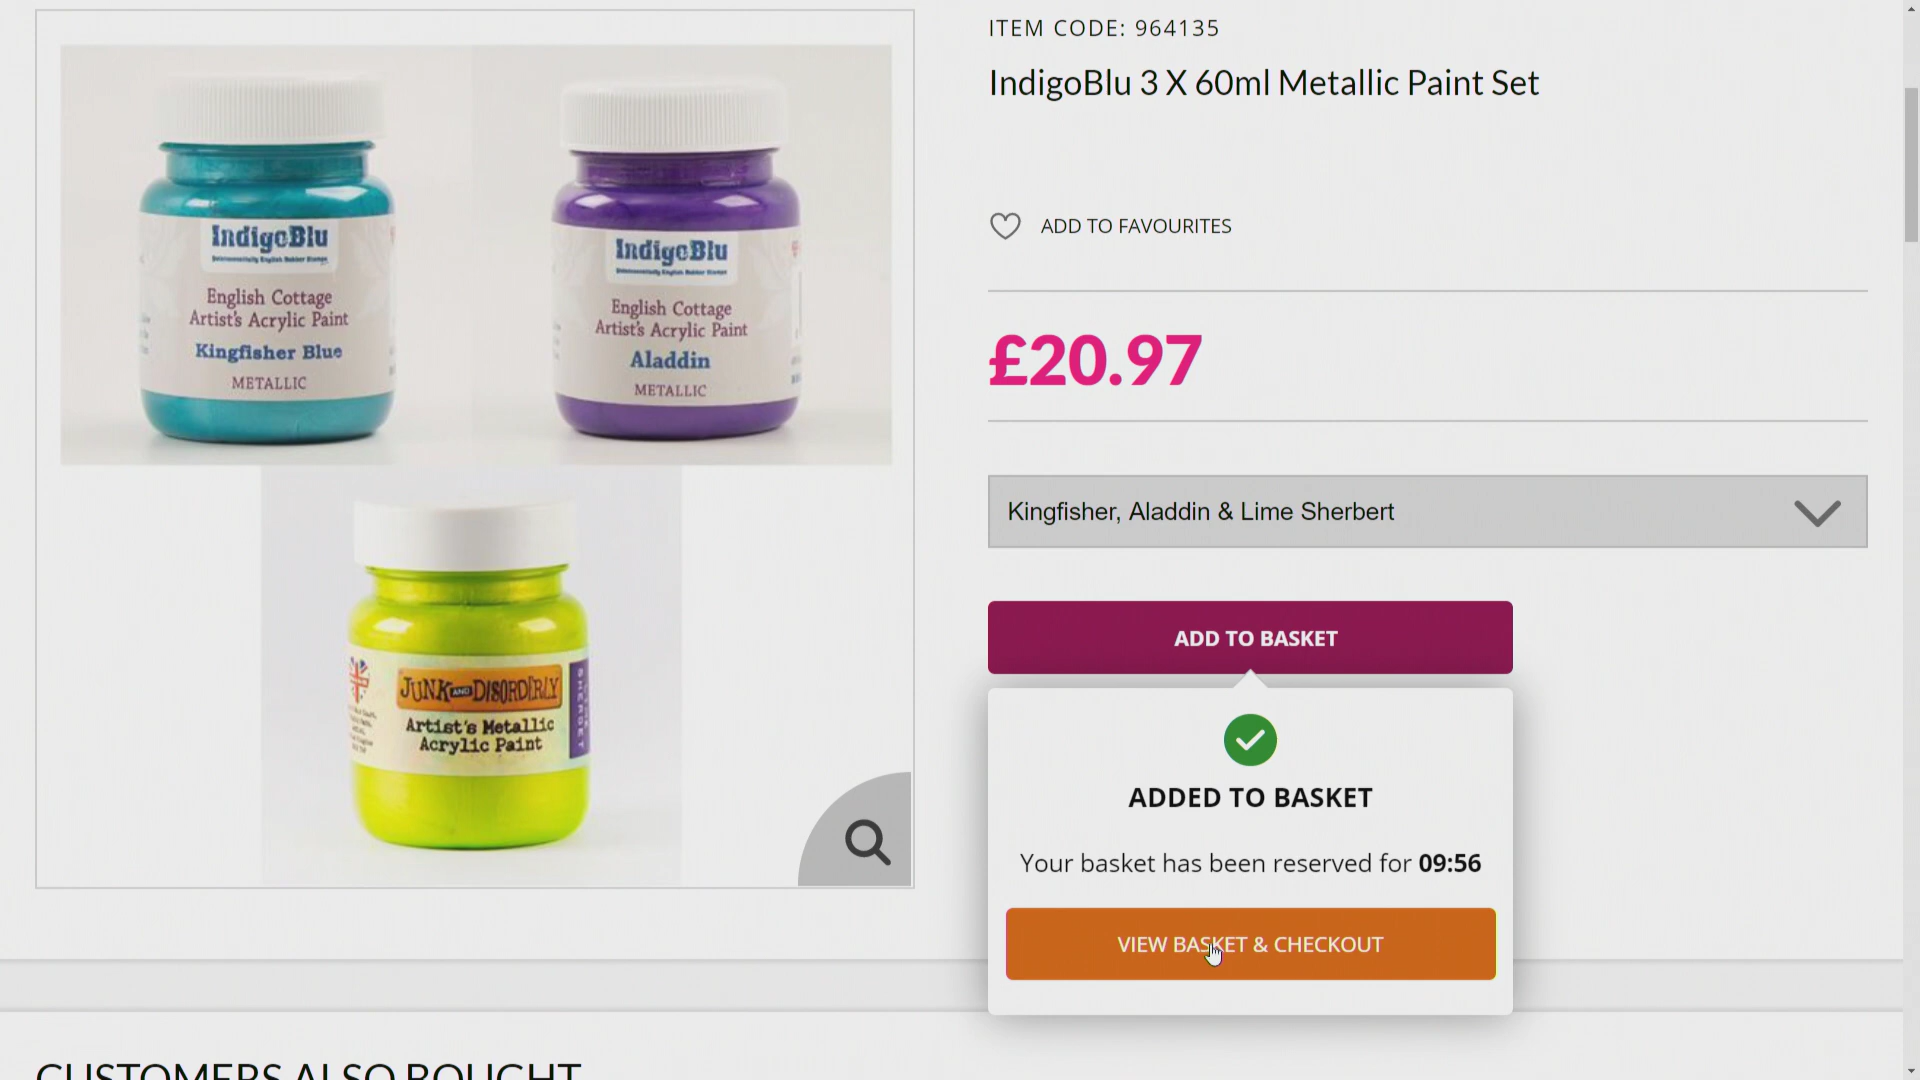 ITEM CODE: 964135
IndigoBlu 3 X 60ml Metallic Paint Set
ADD TO FAVOURITES
£20.97
Kingfisher, Aladdin & Lime Sherbert
ADD TO BASKET
ADDED TO BASKET
Your basket has been reserved for 09:56
VIEW BASKET & CHECKOUT
IndigoBlu
English Cottage
Artist's Acrylic Paint
Kingfisher Blue
METALLIC
IndigoBlu
English Cottage
Artist's Acrylic Paint
Aladdin
METALLIC
JUNK AND DISORDERLY
Artist's Metallic
Acrylic Paint
CUSTOMERS ALSO BOUGHT